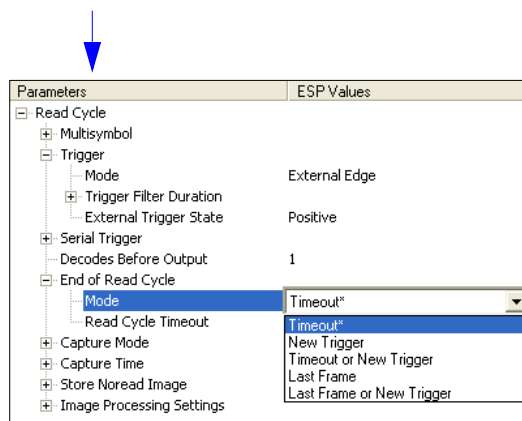 Parameters ESP Values
Read Cycle
Multisymbol
Trigger
Mode External Edge
Trigger Filter Duration
External Trigger State Positive
Serial Trigger
Decodes Before Output 1
End of Read Cycle
Mode Timeout*
Read Cycle Timeout Timeout*
Capture Mode New Trigger
Capture Time Timeout or New Trigger
Store Noread Image Last Frame
Image Processing Settings Last Frame or New Trigger